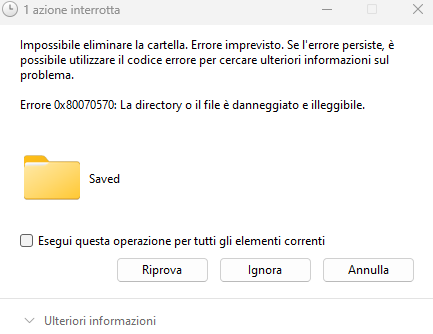 1 azione interrotta
Impossibile eliminare la cartella. Errore imprevisto. Se l'errore persiste, è
possibile utilizzare il codice errore per cercare ulteriori informazioni sul
problema.
Errore 0x80070570: La directory o il file è danneggiato e illeggibile.
Saved
Esegui questa operazione per tutti gli elementi correnti
Riprova
Ignora
Annulla
Ulteriori informazioni